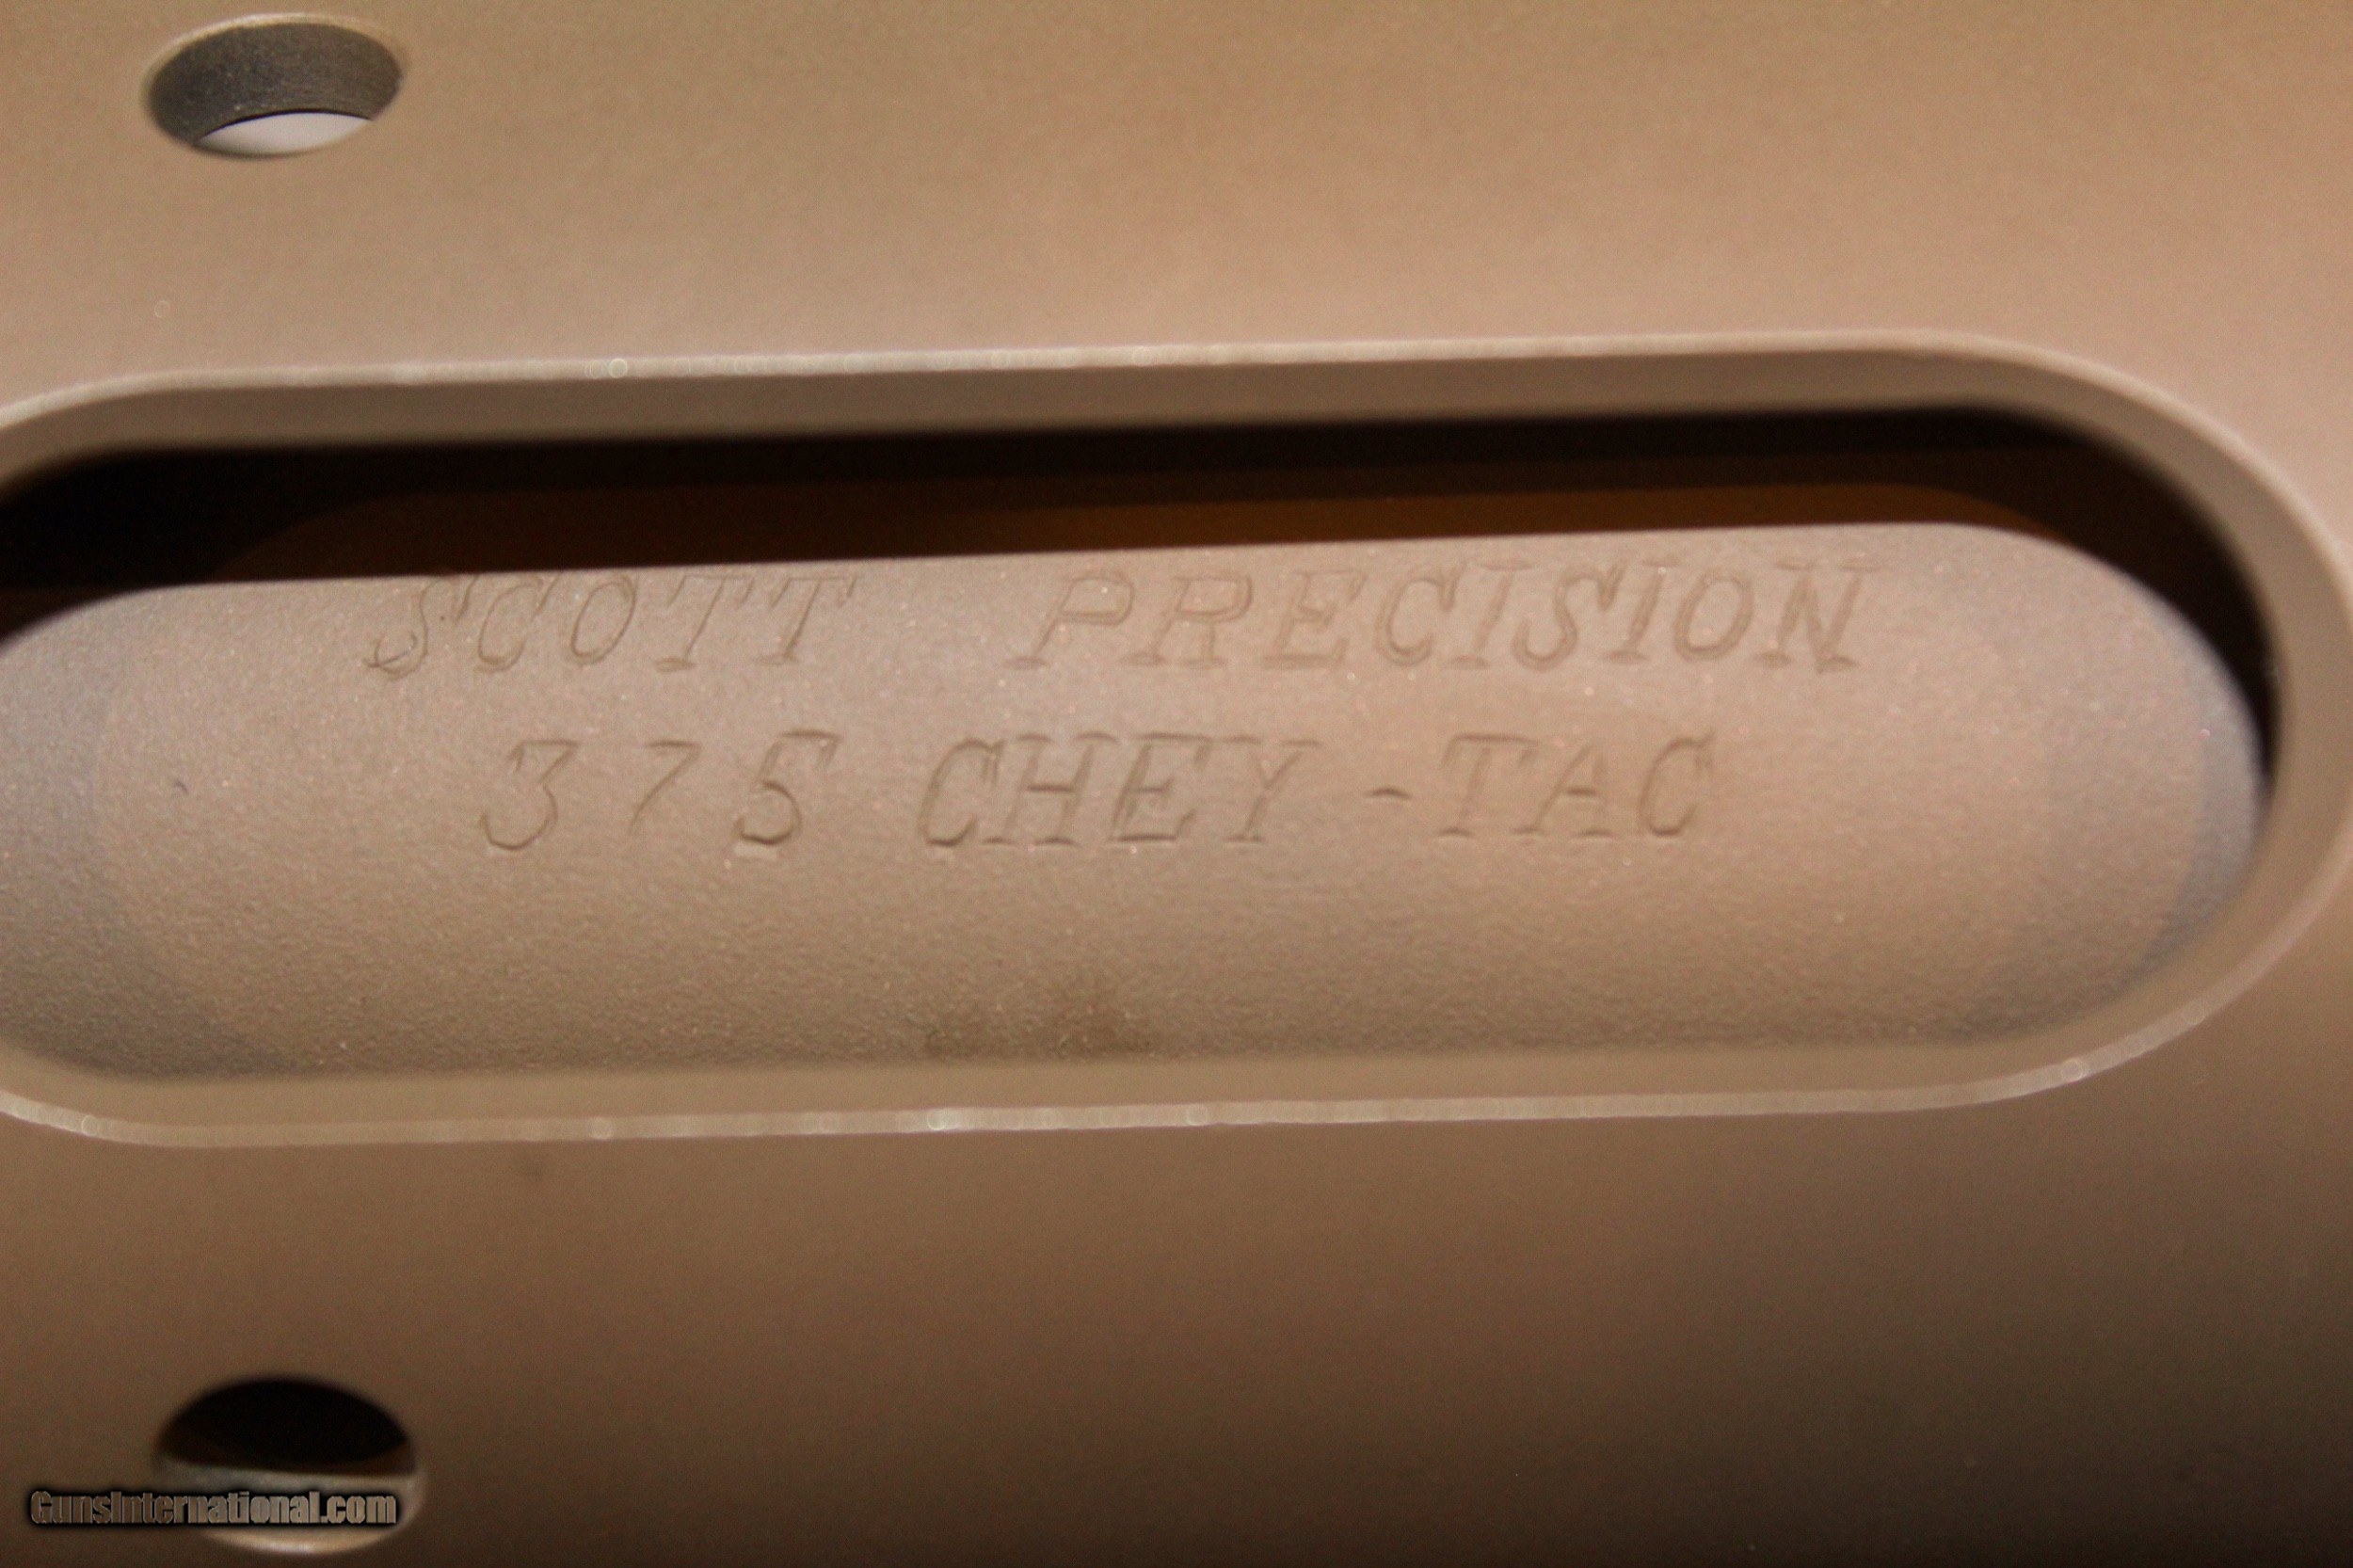 SCOTT PRECISION
375 CHEY-TAC
GunsInternational.com